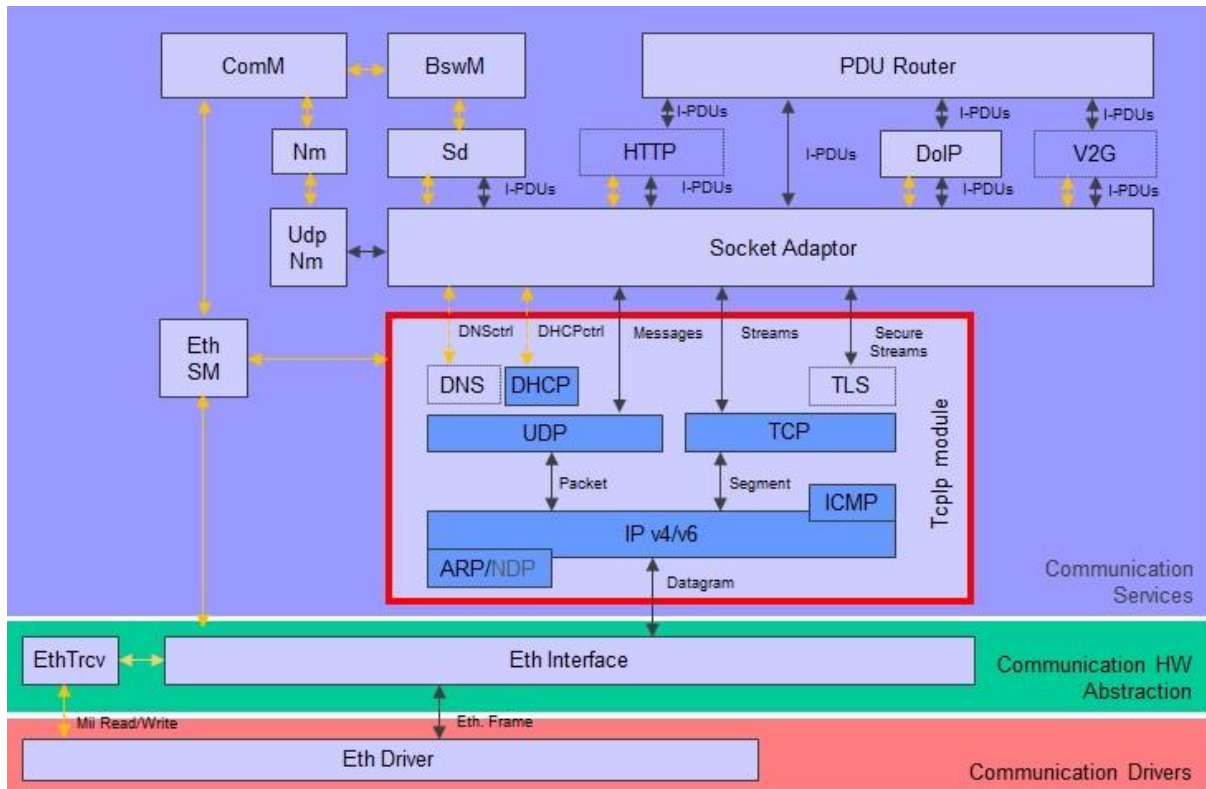 ComM
BswM
PDU Router
I-PDUs
I-PDUs
I-PDUs
Nm
Sd
HTTP
I-PDUs
DoIP
V2G
I-PDUs
I-PDUs
I-PDUs
I-PDUs
Udp
Nm
Socket Adaptor
DNSctrl
DHCPctrl
Messages
Streams
Secure
Streams
Eth
SM
DNS
DHCP
TLS
UDP
TCP
TcpIp module
Packet
Segment
ICMP
IP v4/v6
ARP/NDP
Datagram
Communication
Services
EthTrcv
Eth Interface
Communication HW
Abstraction
Mii Read/Write
Eth. Frame
Eth Driver
Communication Drivers